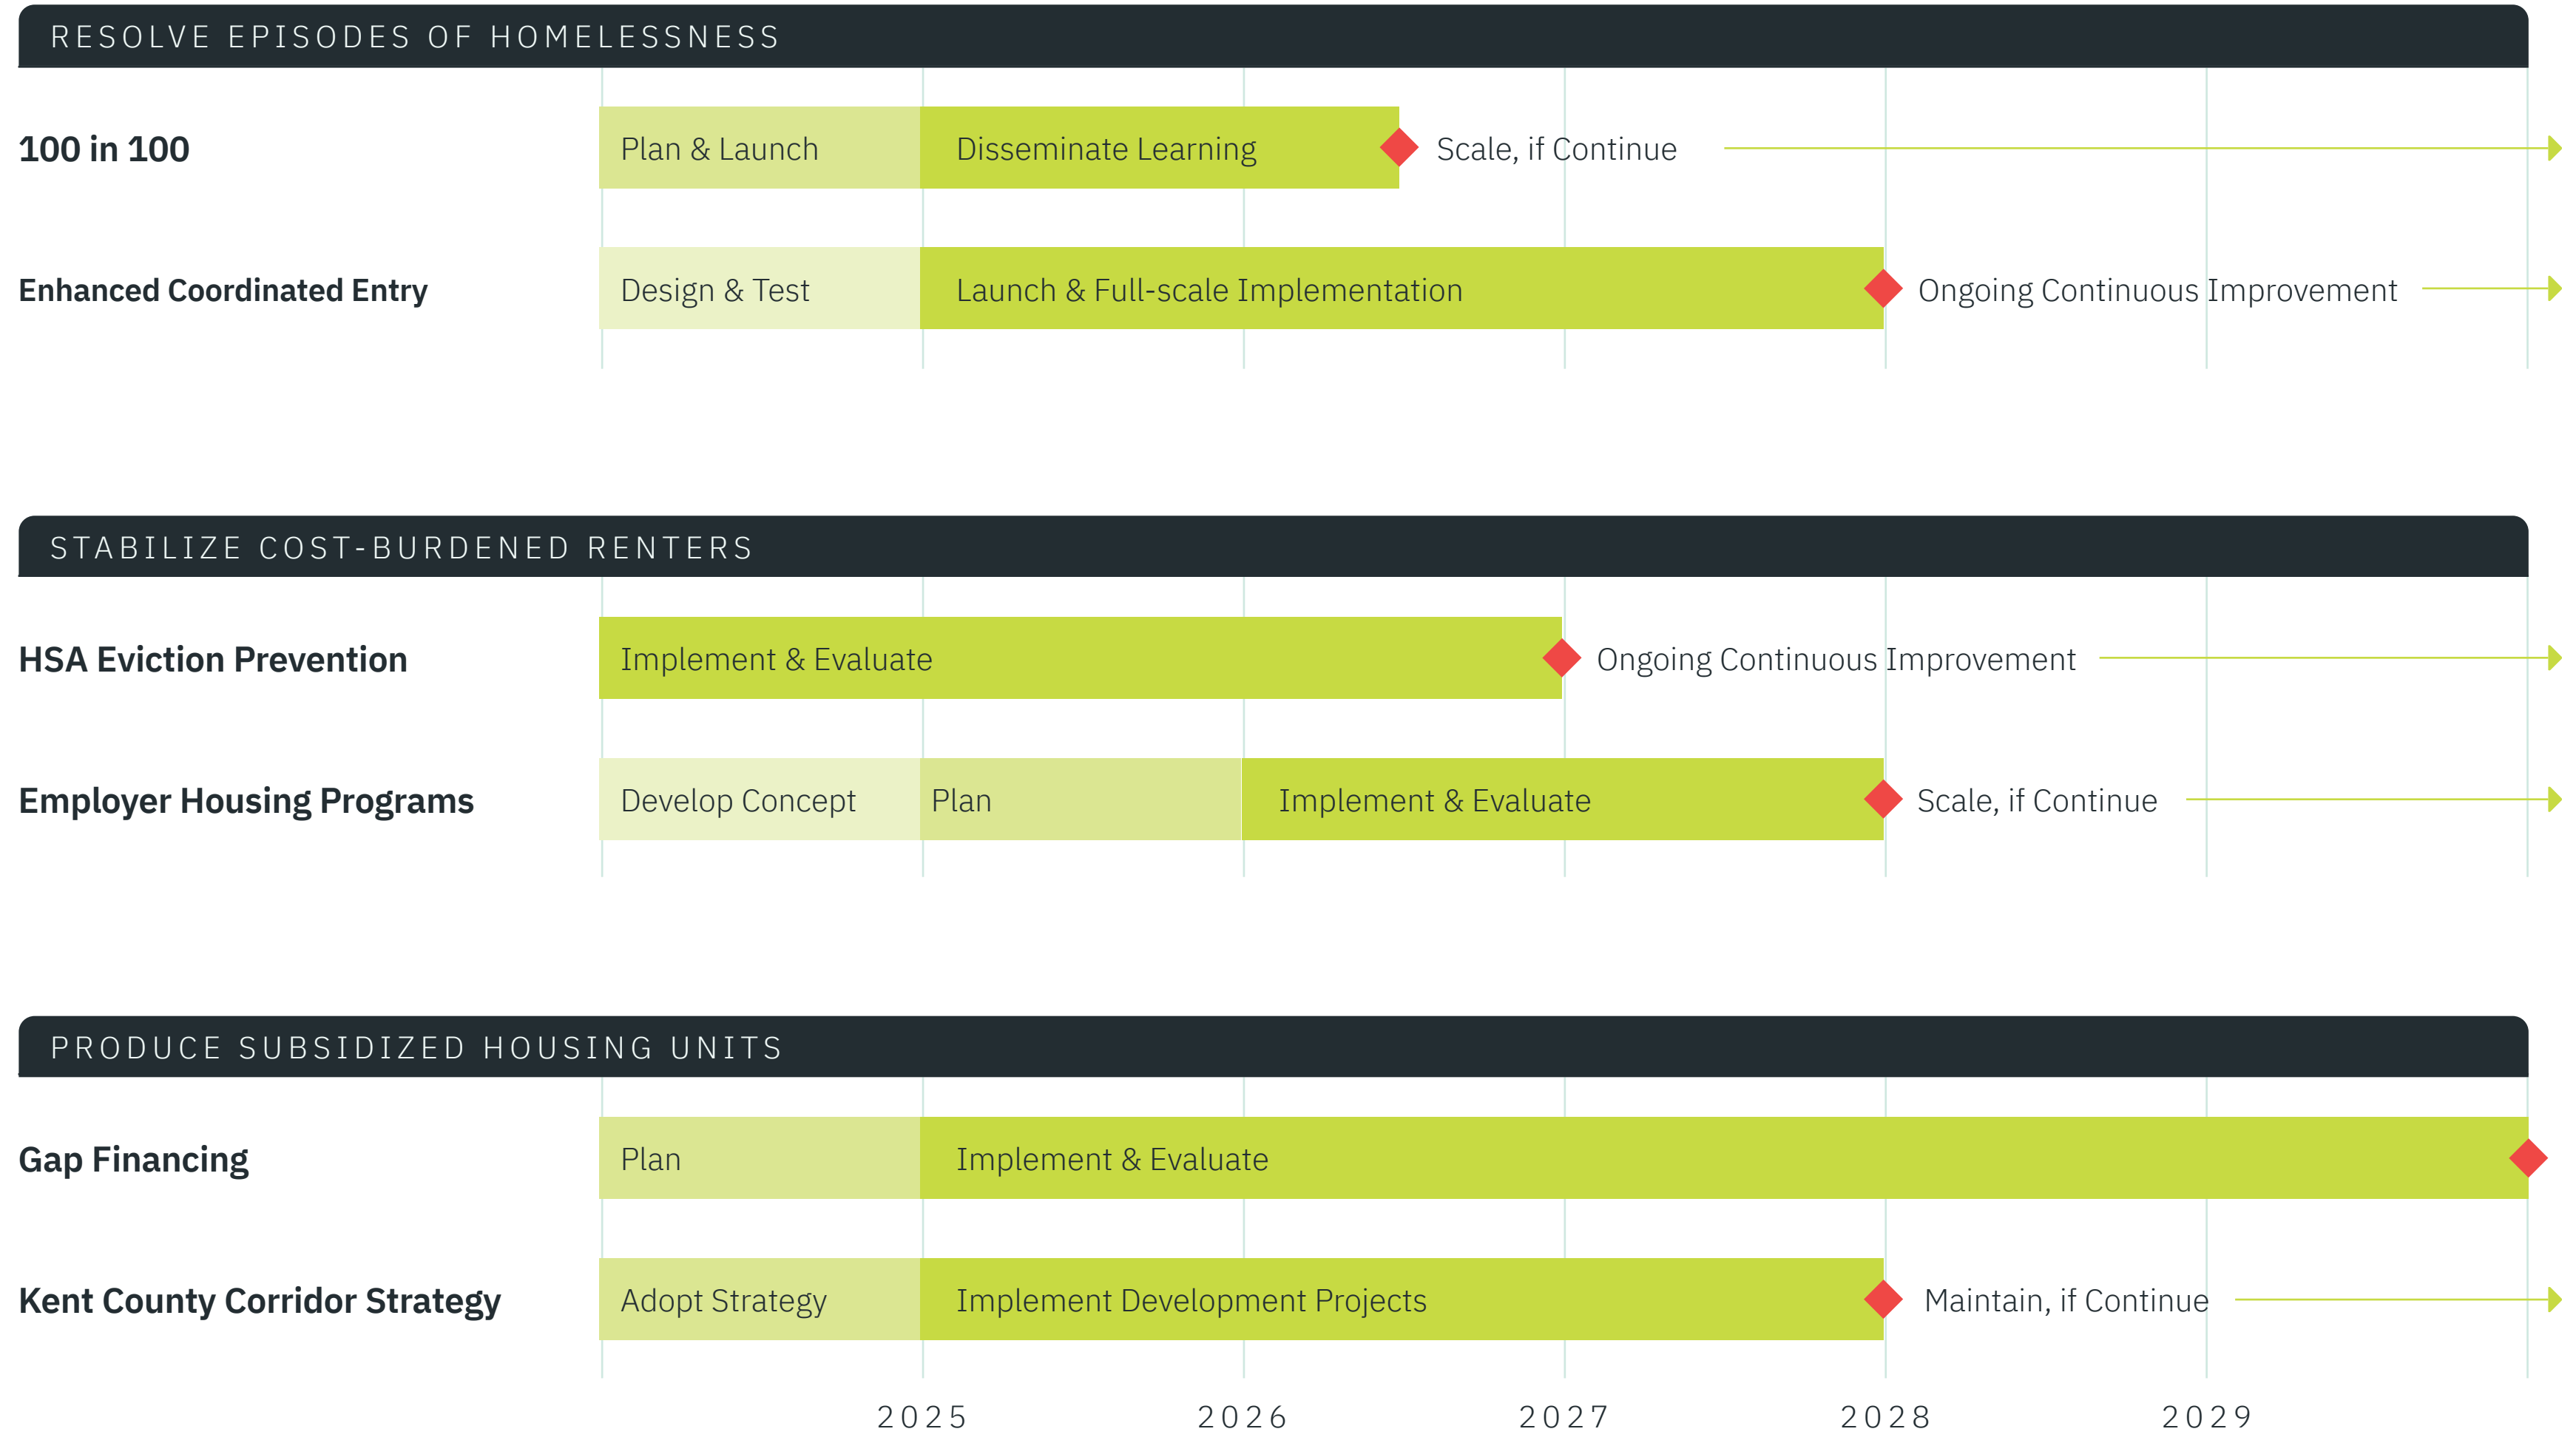 RESOLVE EPISODES OF HOMELESSNESS
100 in 100
Plan & Launch
Disseminate Learning
Scale, if Continue
Enhanced Coordinated Entry
Design & Test
Launch & Full-scale Implementation
Ongoing Continuous Improvement
STABILIZE COST-BURDENED RENTERS
HSA Eviction Prevention
Implement & Evaluate
Ongoing Continuous Improvement
Employer Housing Programs
Develop Concept
Plan
Implement & Evaluate
Scale, if Continue
PRODUCE SUBSIDIZED HOUSING UNITS
Gap Financing
Plan
Implement & Evaluate
Kent County Corridor Strategy
Adopt Strategy
Implement Development Projects
Maintain, if Continue
2025
2026
2027
2028
2029